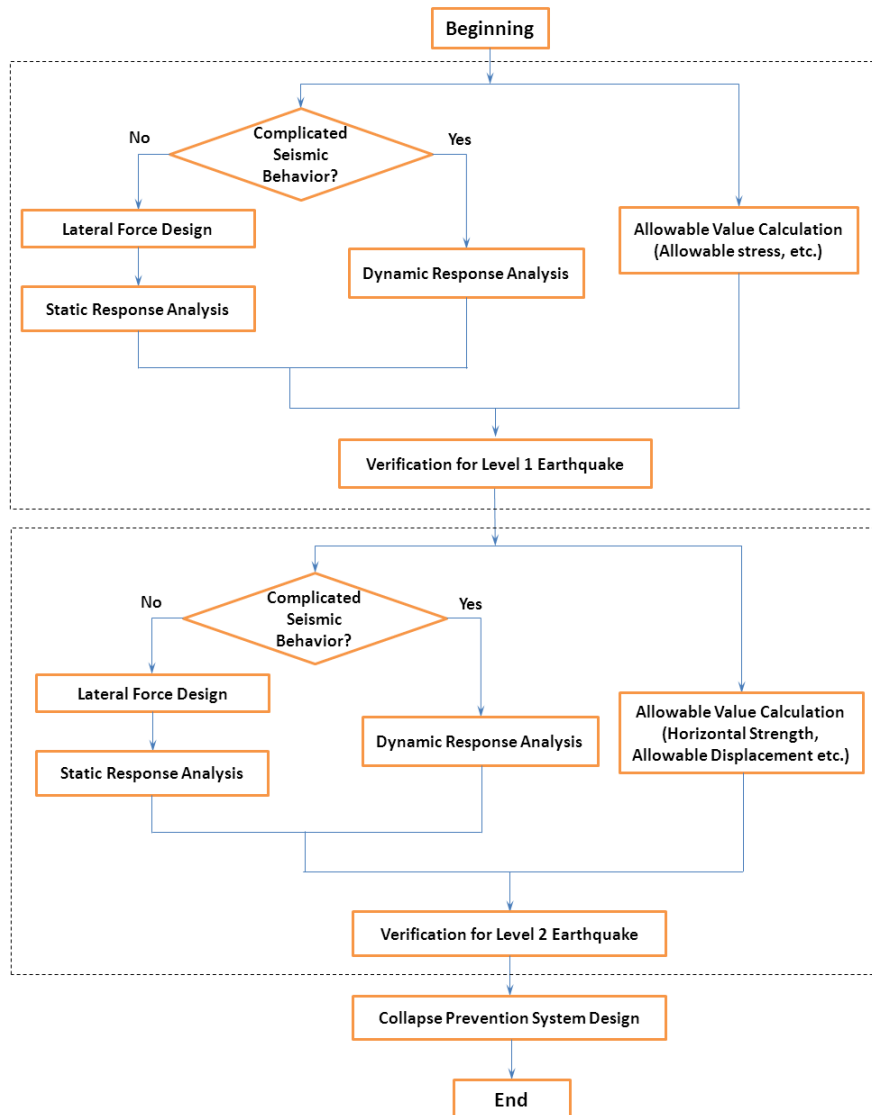 Beginning
Complicated
Seismic
Behavior?
No
Yes
Lateral Force Design
Static Response Analysis
Dynamic Response Analysis
Allowable Value Calculation
(Allowable stress, etc.)
Verification for Level 1 Earthquake
Complicated
Seismic
Behavior?
No
Yes
Lateral Force Design
Static Response Analysis
Dynamic Response Analysis
Allowable Value Calculation
(Horizontal Strength,
Allowable Displacement etc.)
Verification for Level 2 Earthquake
Collapse Prevention System Design
End